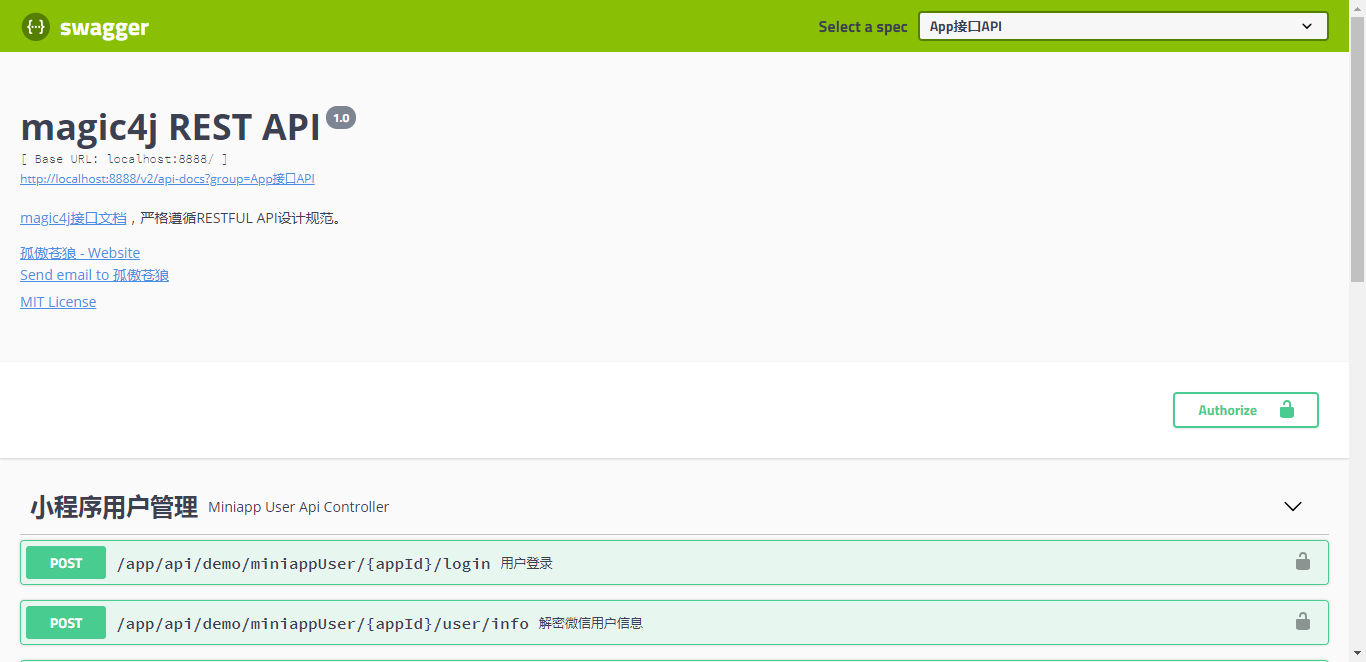 swagger
Select a spec
App接口API
magic4j REST API 1.0
[ Base URL: localhost:8888/ ]
http://localhost:8888/v2/api-docs?group=App接口API
magic4j接口文档，严格遵循RESTFUL API设计规范。
孤傲苍狼 - Website
Send email to 孤傲苍狼
MIT License
Authorize
小程序用户管理 Miniapp User Api Controller
POST /app/api/demo/miniappUser/{appId}/login 用户登录
POST /app/api/demo/miniappUser/{appId}/user/info 解密微信用户信息